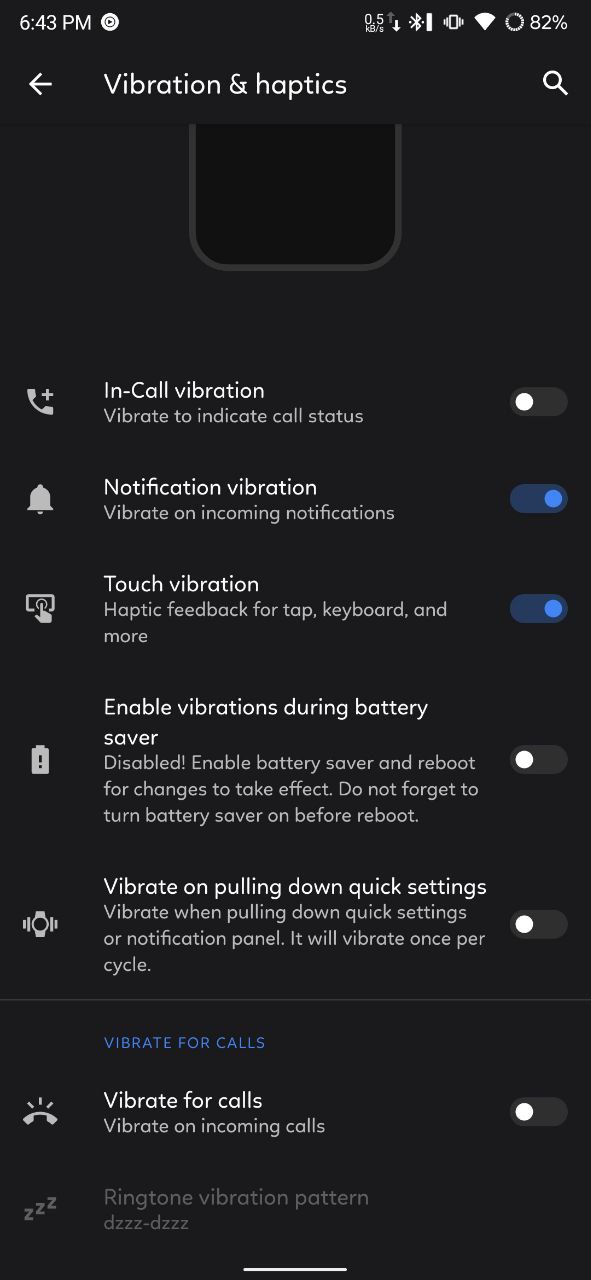 6:43 PM 0.5 kB/s 82%
Vibration & haptics
In-Call vibration
Vibrate to indicate call status
Notification vibration
Vibrate on incoming notifications
Touch vibration
Haptic feedback for tap, keyboard, and
more
Enable vibrations during battery
saver
Disabled! Enable battery saver and reboot
for changes to take effect. Do not forget to
turn battery saver on before reboot.
Vibrate on pulling down quick settings
Vibrate when pulling down quick settings
or notification panel. It will vibrate once per
cycle.
VIBRATE FOR CALLS
Vibrate for calls
Vibrate on incoming calls
zzz Ringtone vibration pattern
dzzz-dzzz